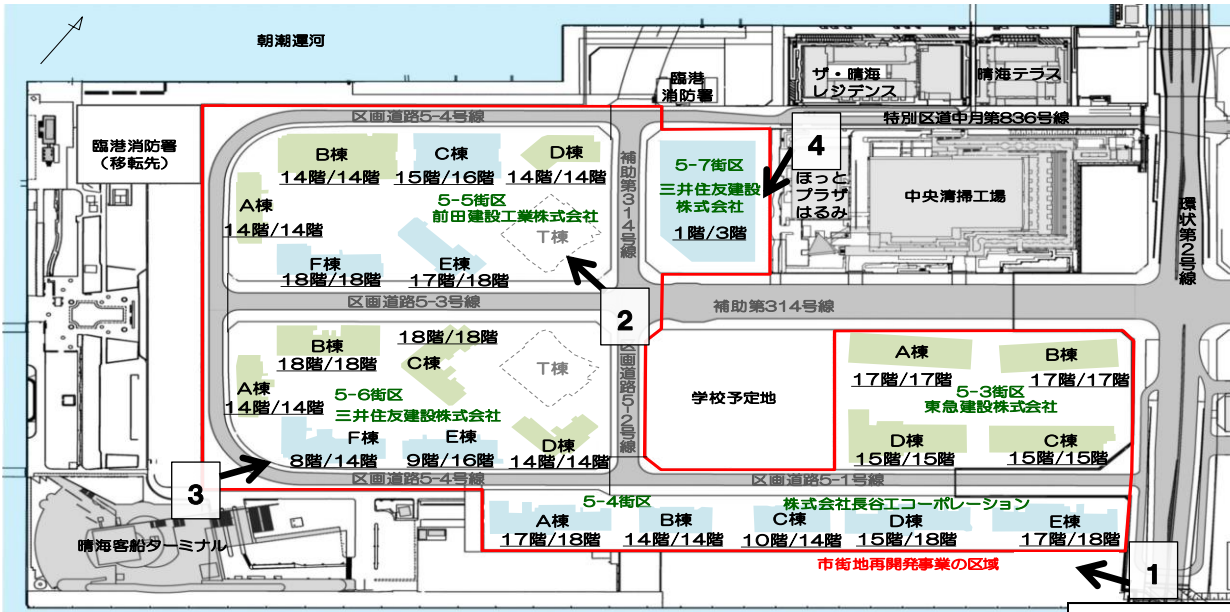 朝潮運河
臨港
消防署
ザ・晴海
レジデンス
晴海テラス
区画道路5-4号線
特別区道中月第836号線
臨港消防署
(移転先)
B棟
14階/14階
C棟
15階/16階
D棟
14階/14階
補助第314号線
5-7街区
三井住友建設
株式会社
1階/3階
4
ほっと
プラザ
はるみ
中央清掃工場
環状第2号線
5-5街区
前田建設工業株式会社
A棟
14階/14階
T棟
F棟
18階/18階
E棟
17階/18階
区画道路5-3号線
2
補助第314号線
B棟
18階/18階
18階/18階
C棟
T棟
区画道路5-2号線
A棟
14階/14階
5-6街区
三井住友建設株式会社
学校予定地
A棟
17階/17階
B棟
17階/17階
5-3街区
東急建設株式会社
F棟
8階/14階
E棟
9階/16階
D棟
14階/14階
D棟
15階/15階
C棟
15階/15階
3
区画道路5-4号線
区画道路5-1号線
5-4街区
株式会社長谷工コーポレーション
A棟
17階/18階
B棟
14階/14階
C棟
10階/14階
D棟
15階/18階
E棟
17階/18階
晴海客船ターミナル
市街地再開発事業の区域
1